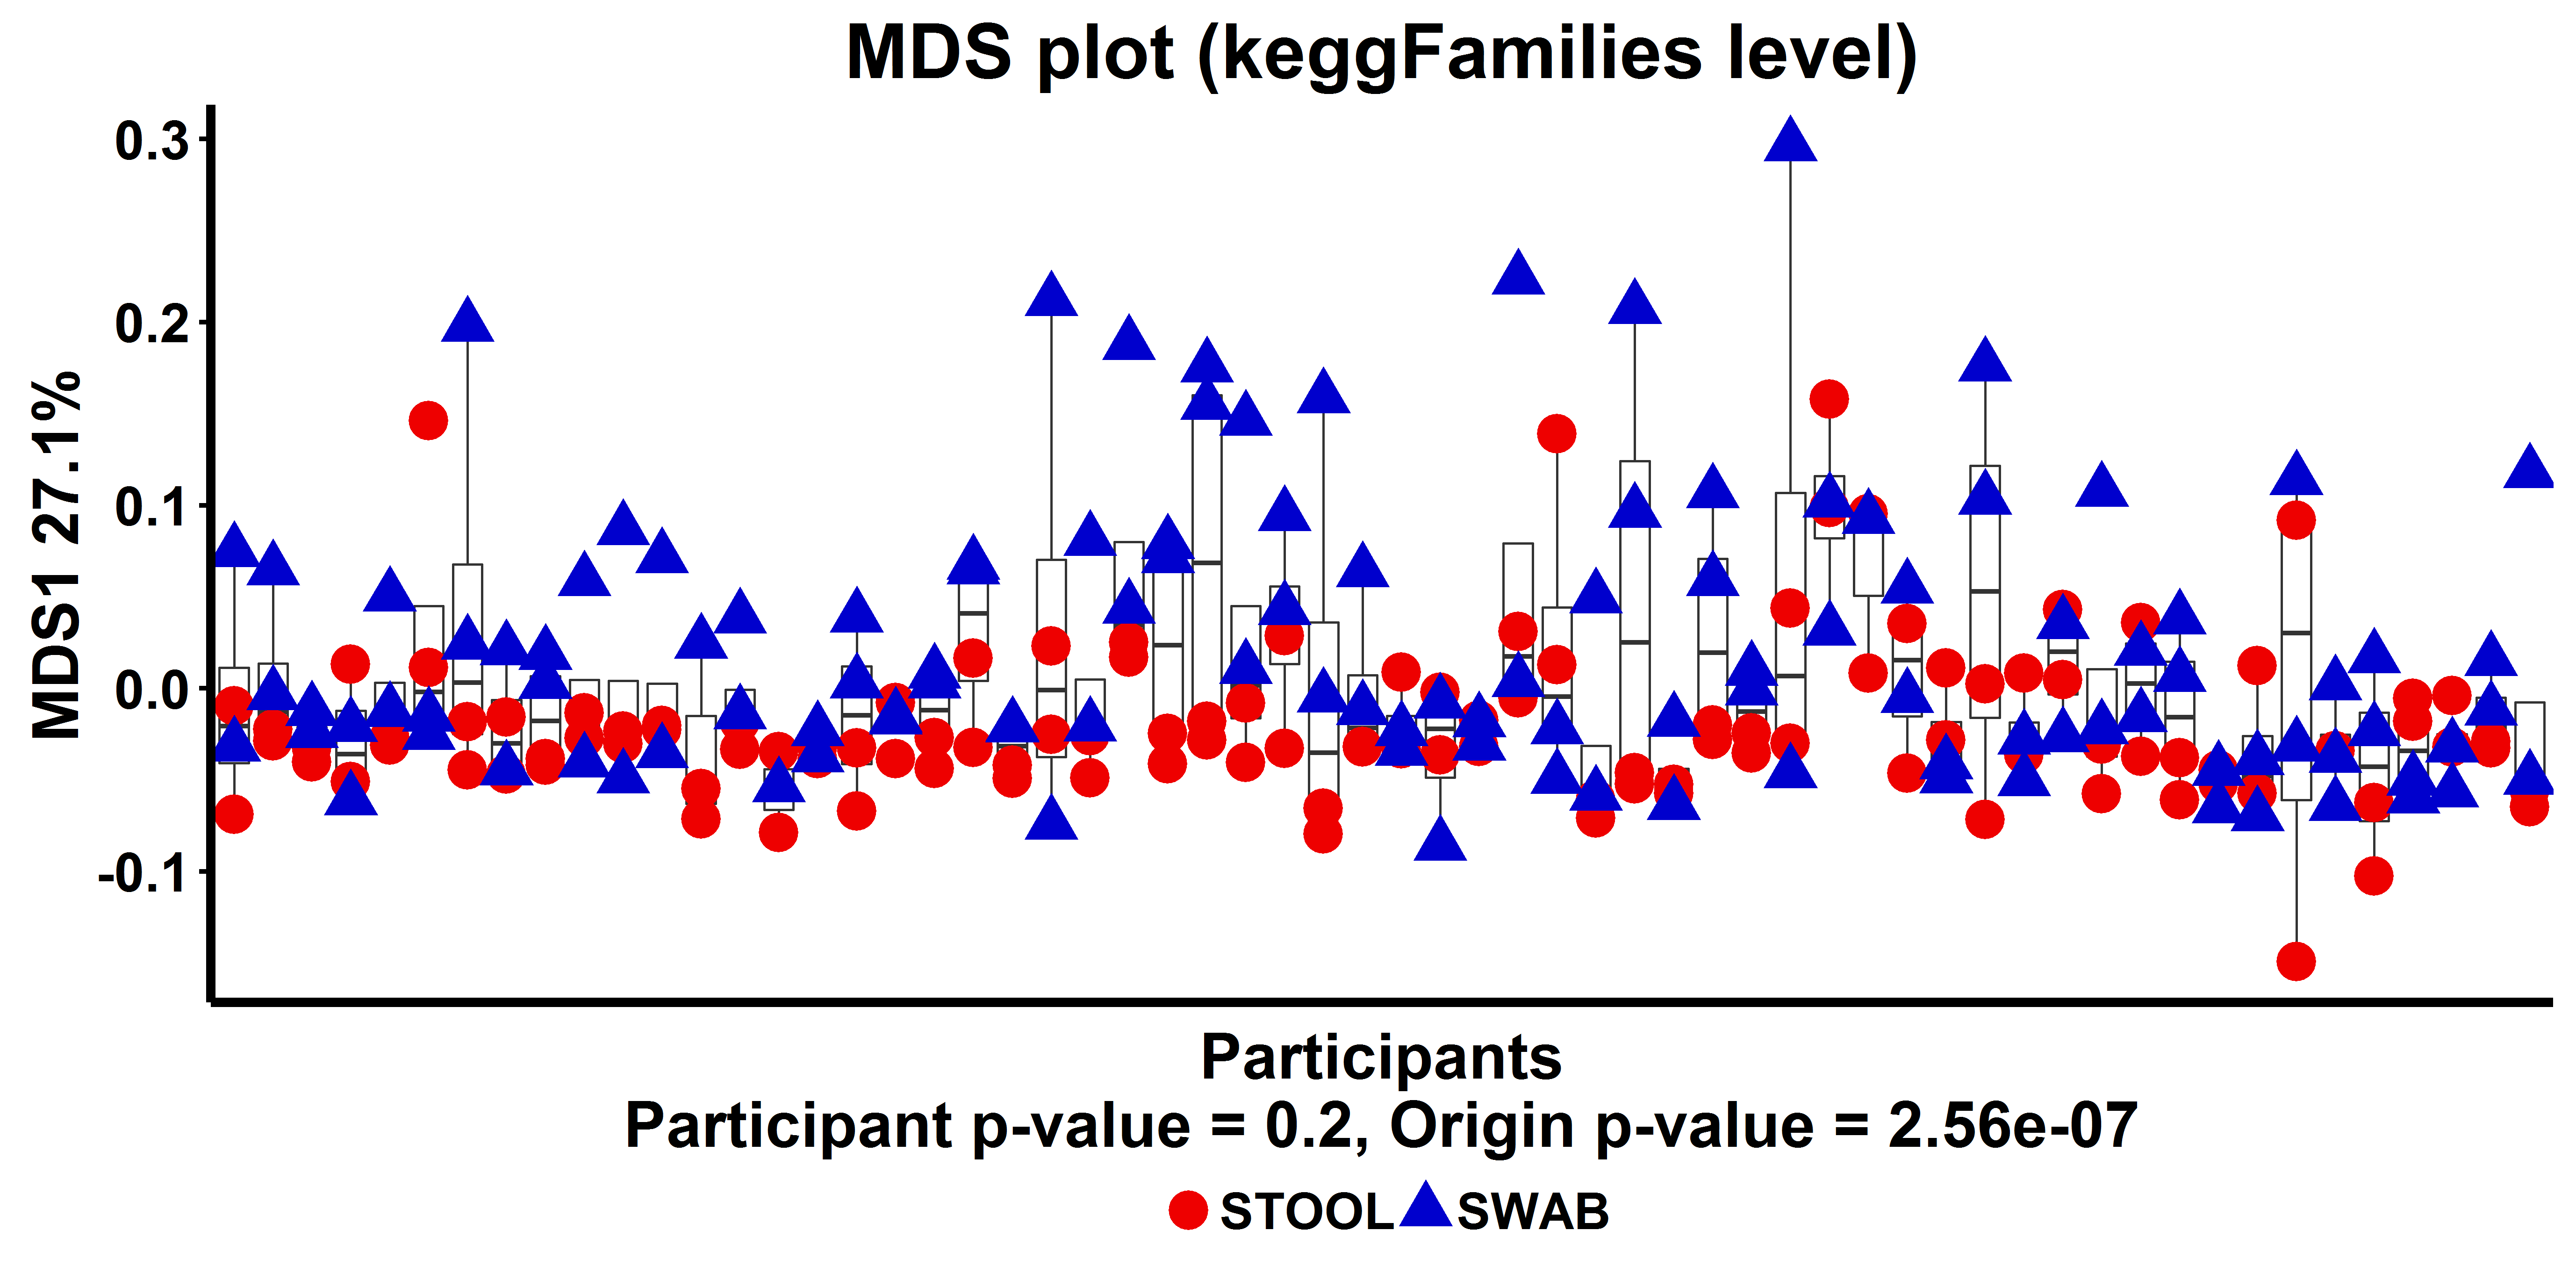 MDS plot (keggFamilies level)
MDS1 27.1%
0.3
0.2
0.1
0.0
-0.1
Participants
Participant p-value = 0.2, Origin p-value = 2.56e-07
STOOL SWAB